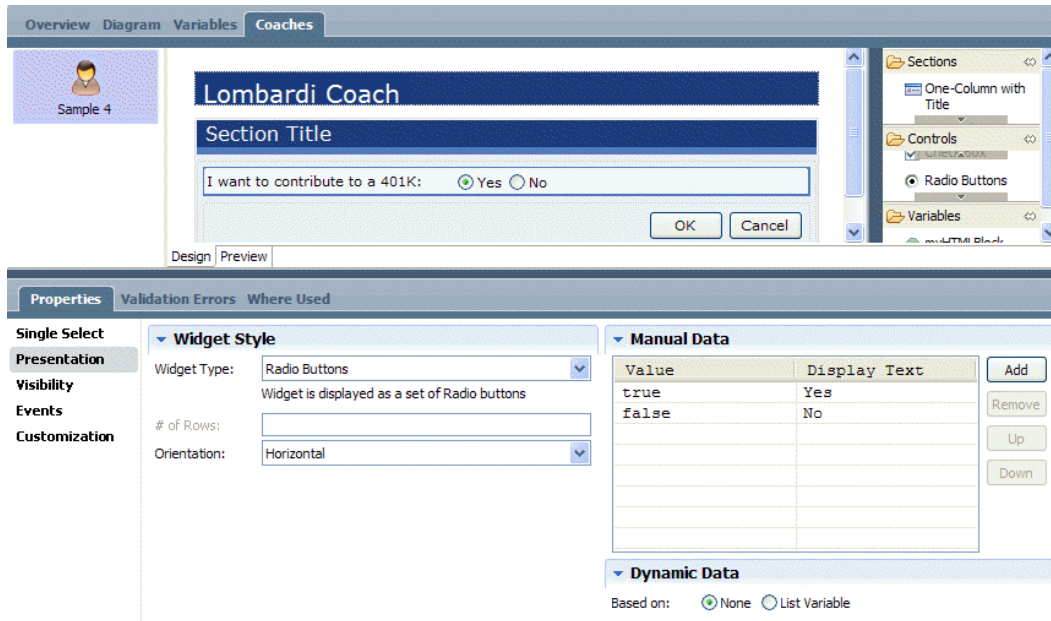 Overview Diagram Variables Coaches
Sample 4
Lombardi Coach
Section Title
I want to contribute to a 401K: Yes No
OK Cancel
Design Preview
Sections
One-Column with
Title
Controls
Check Box
Radio Buttons
Variables
myHTMLBlock
Properties Validation Errors Where Used
Single Select
Presentation
Visibility
Events
Customization
Widget Style
Widget Type: Radio Buttons
Widget is displayed as a set of Radio buttons
# of Rows:
Orientation: Horizontal
Manual Data
Value Display Text
true Yes
false No
Add
Remove
Up
Down
Dynamic Data
Based on: None List Variable